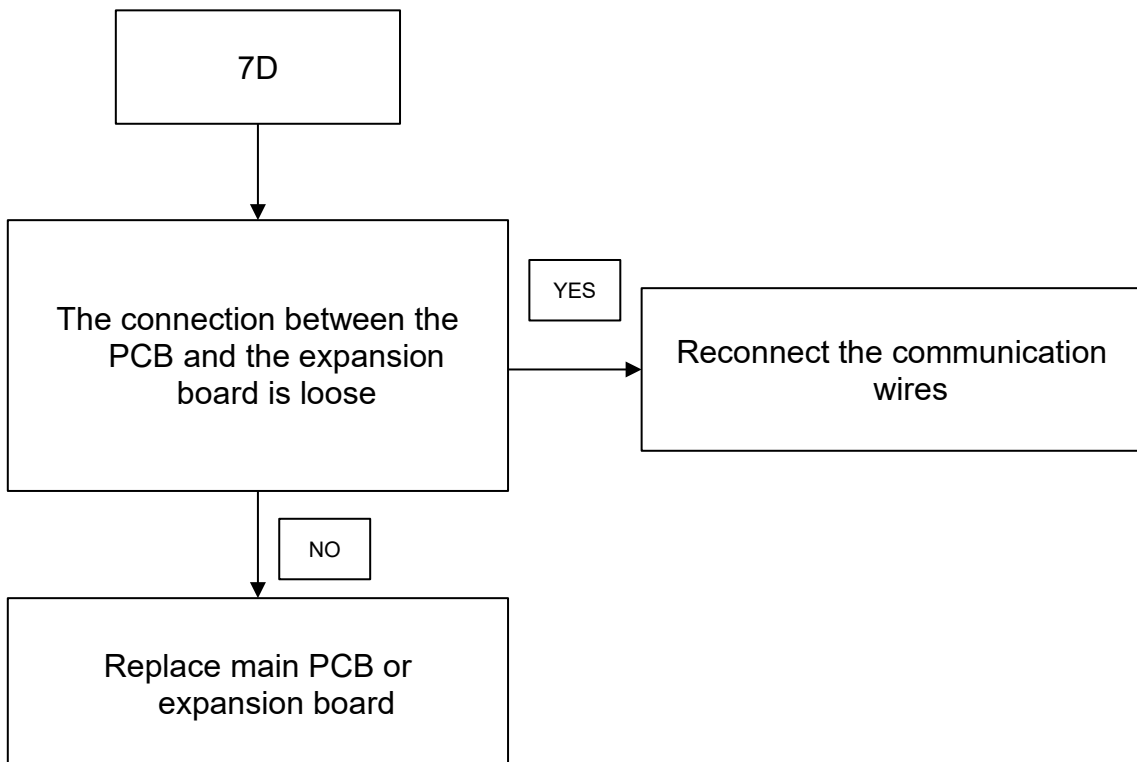 7D
The connection between the
PCB and the expansion
board is loose
YES
Reconnect the communication
wires
NO
Replace main PCB or
expansion board